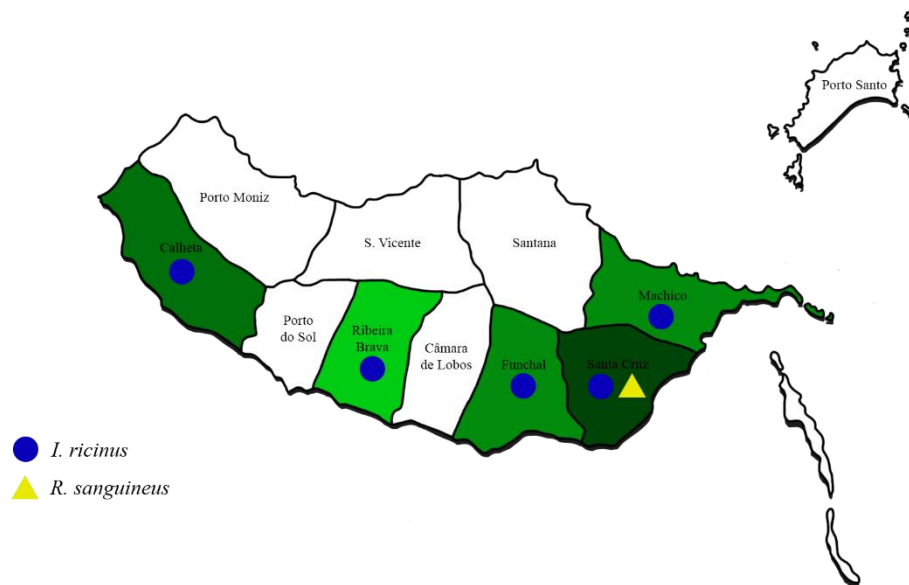 Porto Santo
Porto Moniz
S. Vicente
Santana
Calheta
Machico
Porto
do Sol
Ribeira
Brava
Câmara
de Lobos
Funchal
Santa Cruz
I. ricinus
R. sanguineus